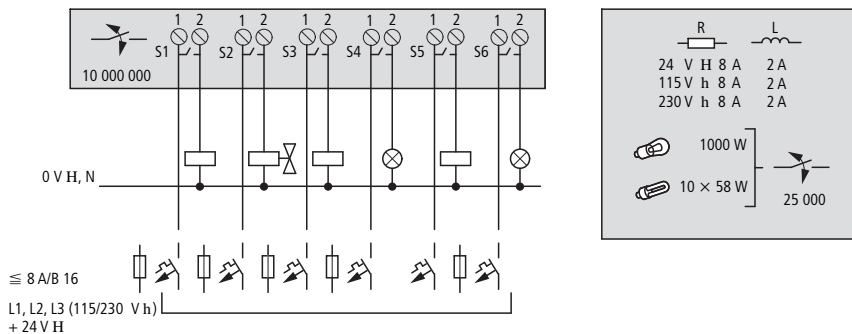 1 2 1 2 1 2 1 2 1 2 1 2
S1 S2 S3 S4 S5 S6
10 000 000
0 V H, N
≦ 8 A/B 16
L1, L2, L3 (115/230 V h)
+ 24 V H
R L
24 V H 8 A 2 A
115 V h 8 A 2 A
230 V h 8 A 2 A
1000 W
10 × 58 W
25 000